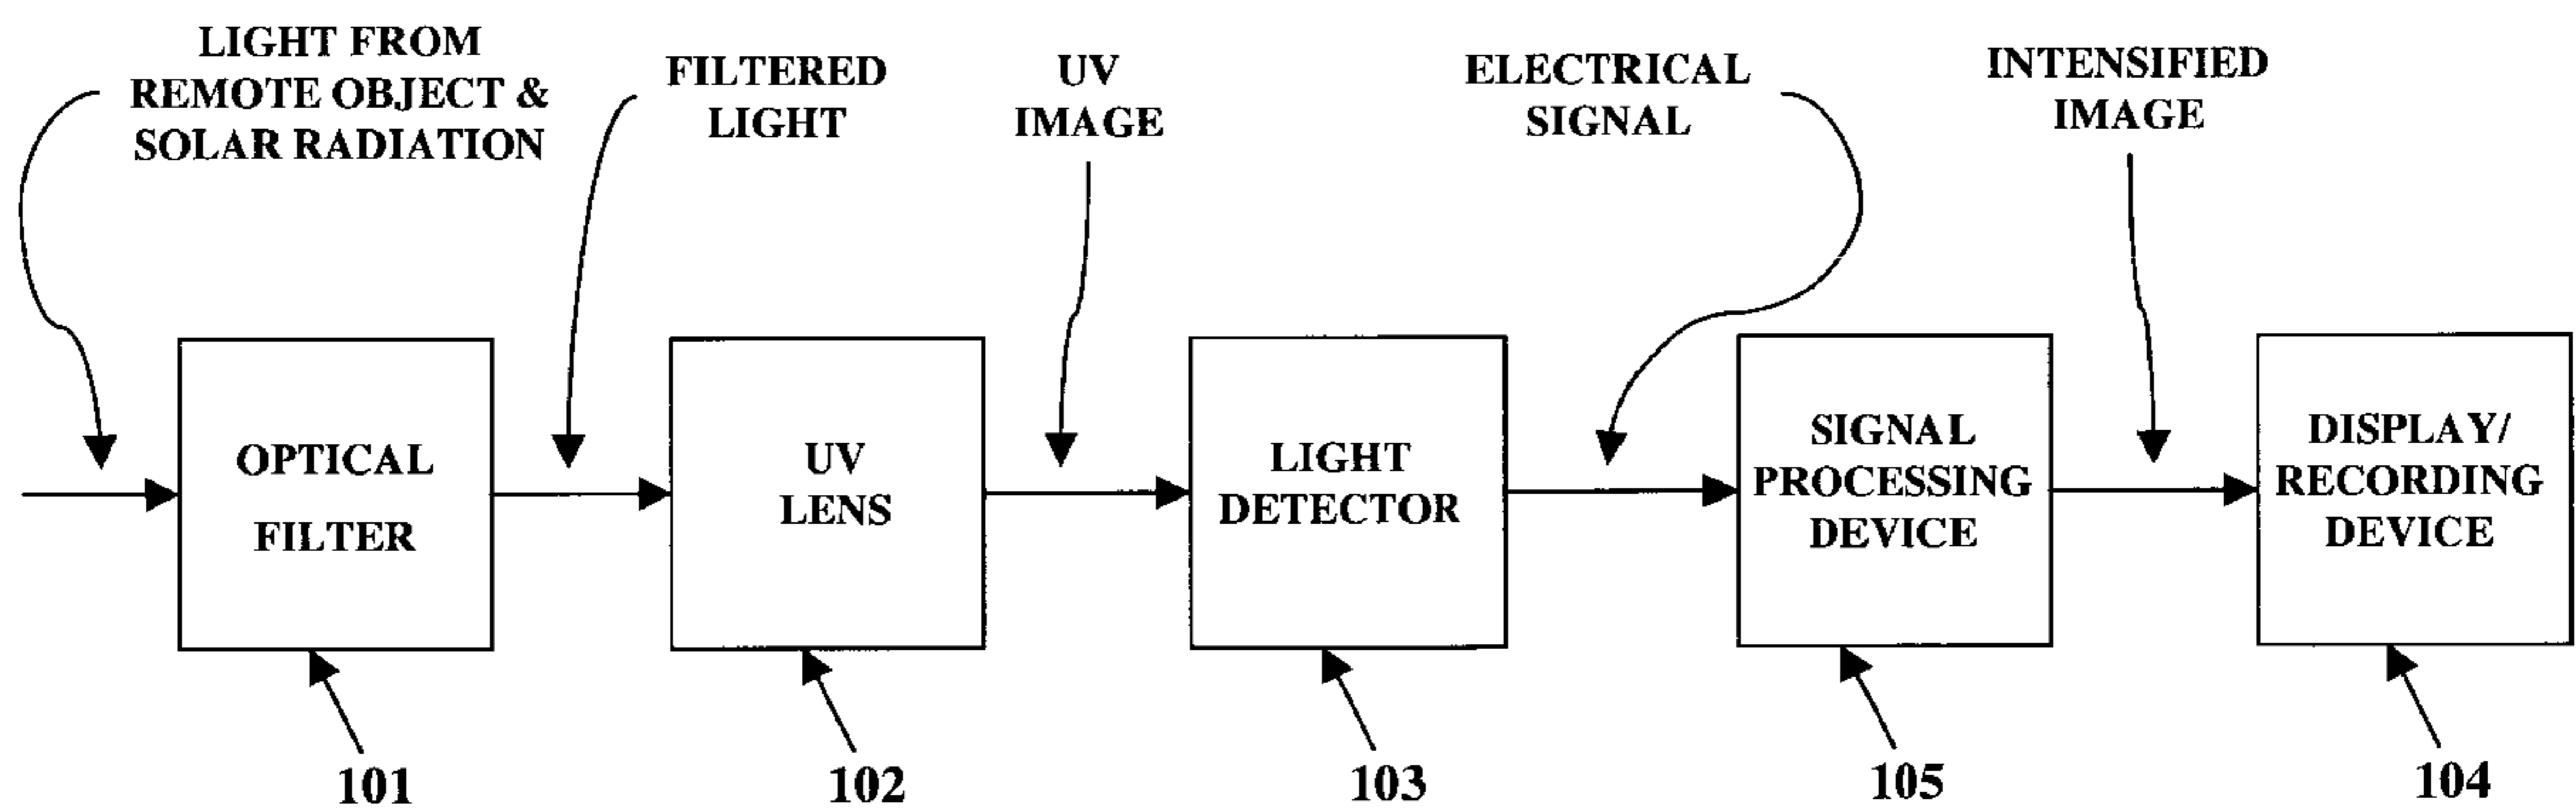 LIGHT FROM
REMOTE OBJECT &
SOLAR RADIATION
FILTERED
LIGHT
UV
IMAGE
ELECTRICAL
SIGNAL
INTENSIFIED
IMAGE
OPTICAL
FILTER
UV
LENS
LIGHT
DETECTOR
SIGNAL
PROCESSING
DEVICE
DISPLAY/
RECORDING
DEVICE
101
102
103
105
104